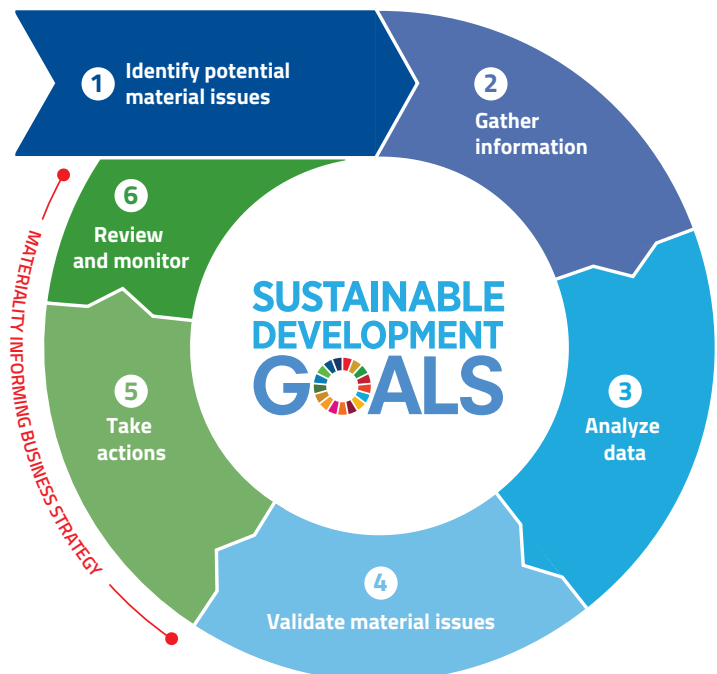 1
Identify potential
material issues
2
Gather
information
3
Analyze
data
4
Validate material issues
5
Take
actions
6
Review
and monitor
MATERIALITY INFORMING BUSINESS STRATEGY
SUSTAINABLE
DEVELOPMENT
GOALS